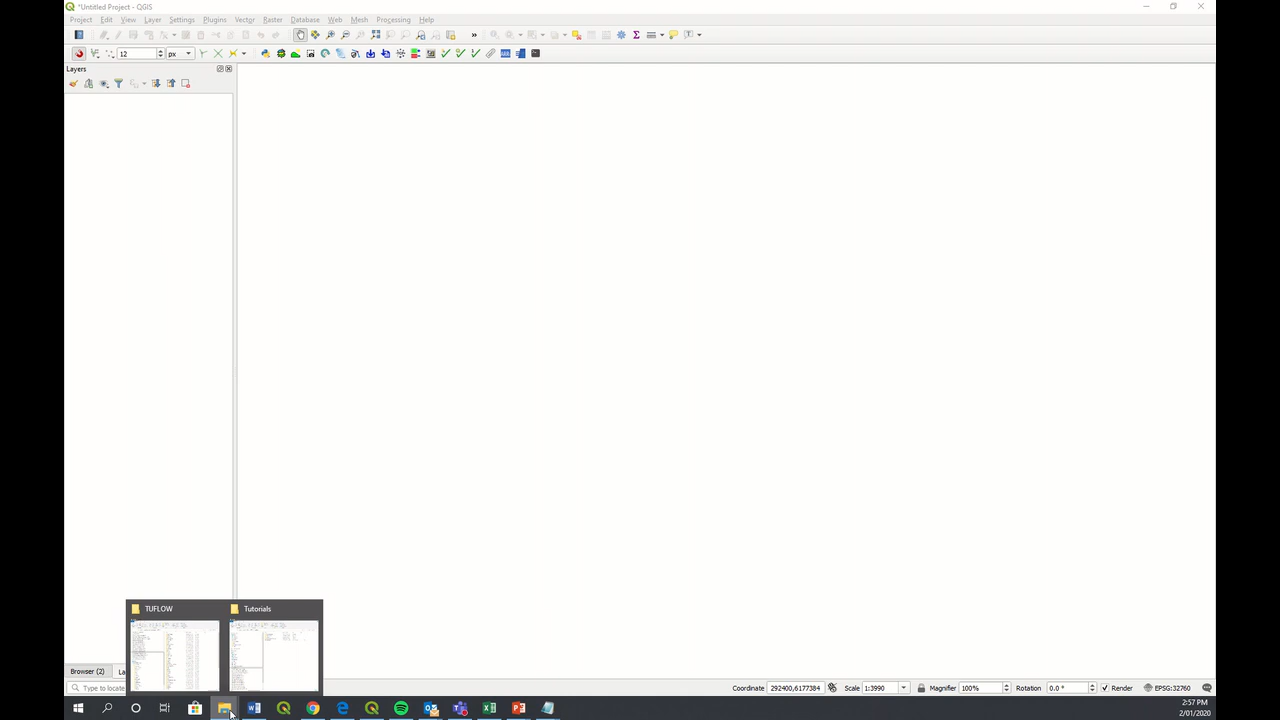 *Untitled Project - QGIS
Project Edit View Layer Settings Plugins Vector Raster Database Web Mesh Processing Help
»
12 px
Layers
TUFLOW Tutorials
Browser (2) La
Type to locate Coordinate 292400,6177384 Scale 1:3990 Magnifier 100% Rotation 0.0 ° Render EPSG:32760
2:57 PM
2/01/2020